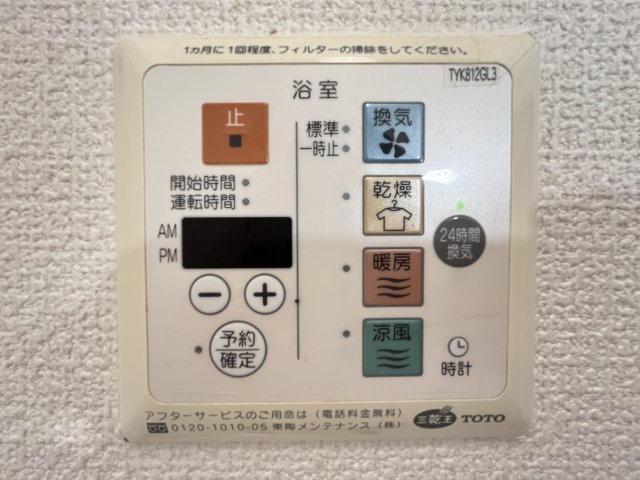 1カ月に1回程度、フィルターの掃除をしてください。
TYK812GL3
浴室
止
換気
標準
一時止
開始時間
運転時間
乾燥
AM
PM
24時間
換気
暖房
予約
確定
涼風
時計
アフターサービスのご用命は(電話料金無料)
0120-1010-05 東陶メンテナンス(株)
三乾王 TOTO